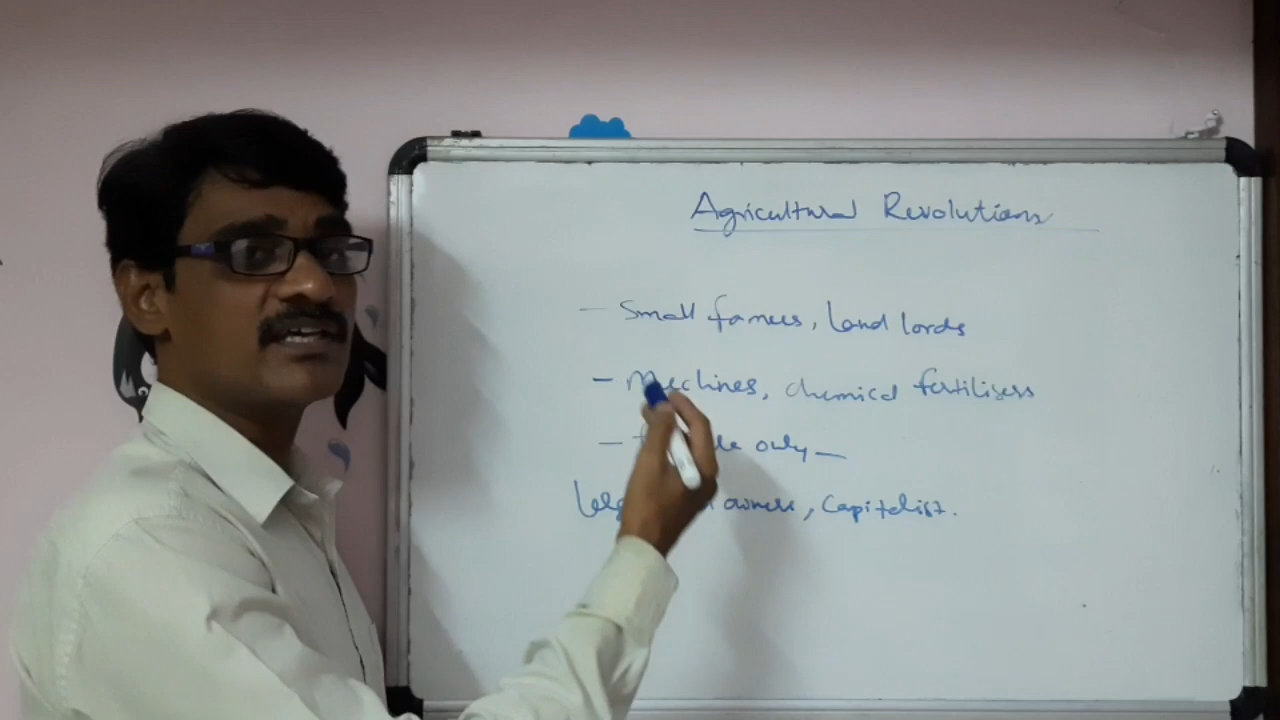 Agricultural Revolutions
- Small farmers, land lords
- Machines, chemical fertilisers
- only -
owners, Capitalist.